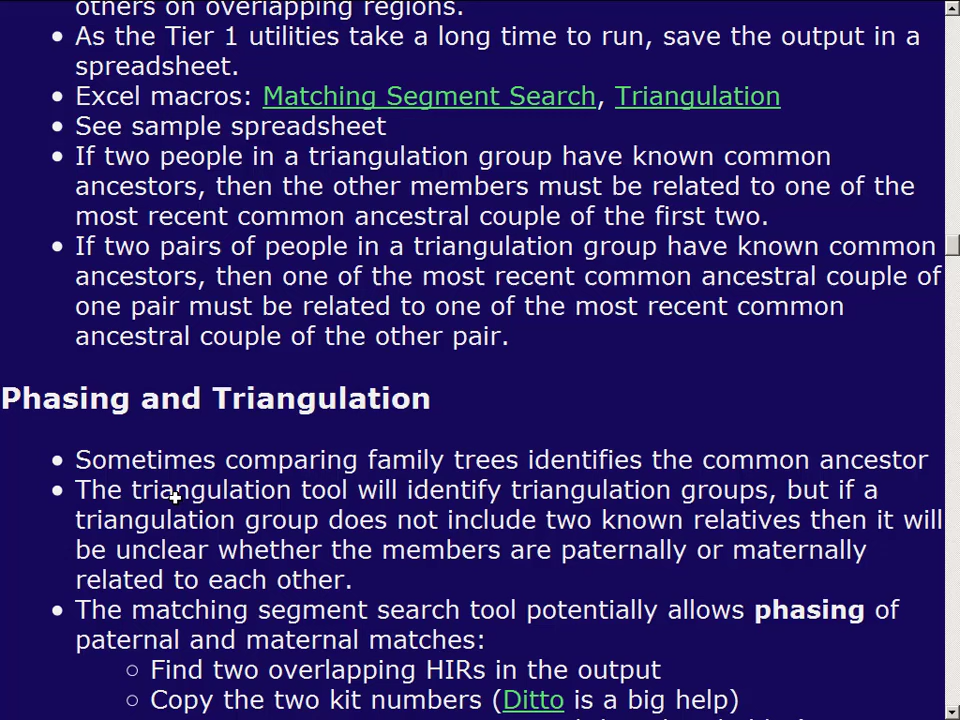 others on overlapping regions.
• As the Tier 1 utilities take a long time to run, save the output in a
spreadsheet.
• Excel macros: Matching Segment Search, Triangulation
• See sample spreadsheet
• If two people in a triangulation group have known common
ancestors, then the other members must be related to one of the
most recent common ancestral couple of the first two.
• If two pairs of people in a triangulation group have known common
ancestors, then one of the most recent common ancestral couple of
one pair must be related to one of the most recent common
ancestral couple of the other pair.
Phasing and Triangulation
• Sometimes comparing family trees identifies the common ancestor
• The triangulation tool will identify triangulation groups, but if a
triangulation group does not include two known relatives then it will
be unclear whether the members are paternally or maternally
related to each other.
• The matching segment search tool potentially allows phasing of
paternal and maternal matches:
○ Find two overlapping HIRs in the output
○ Copy the two kit numbers (Ditto is a big help)